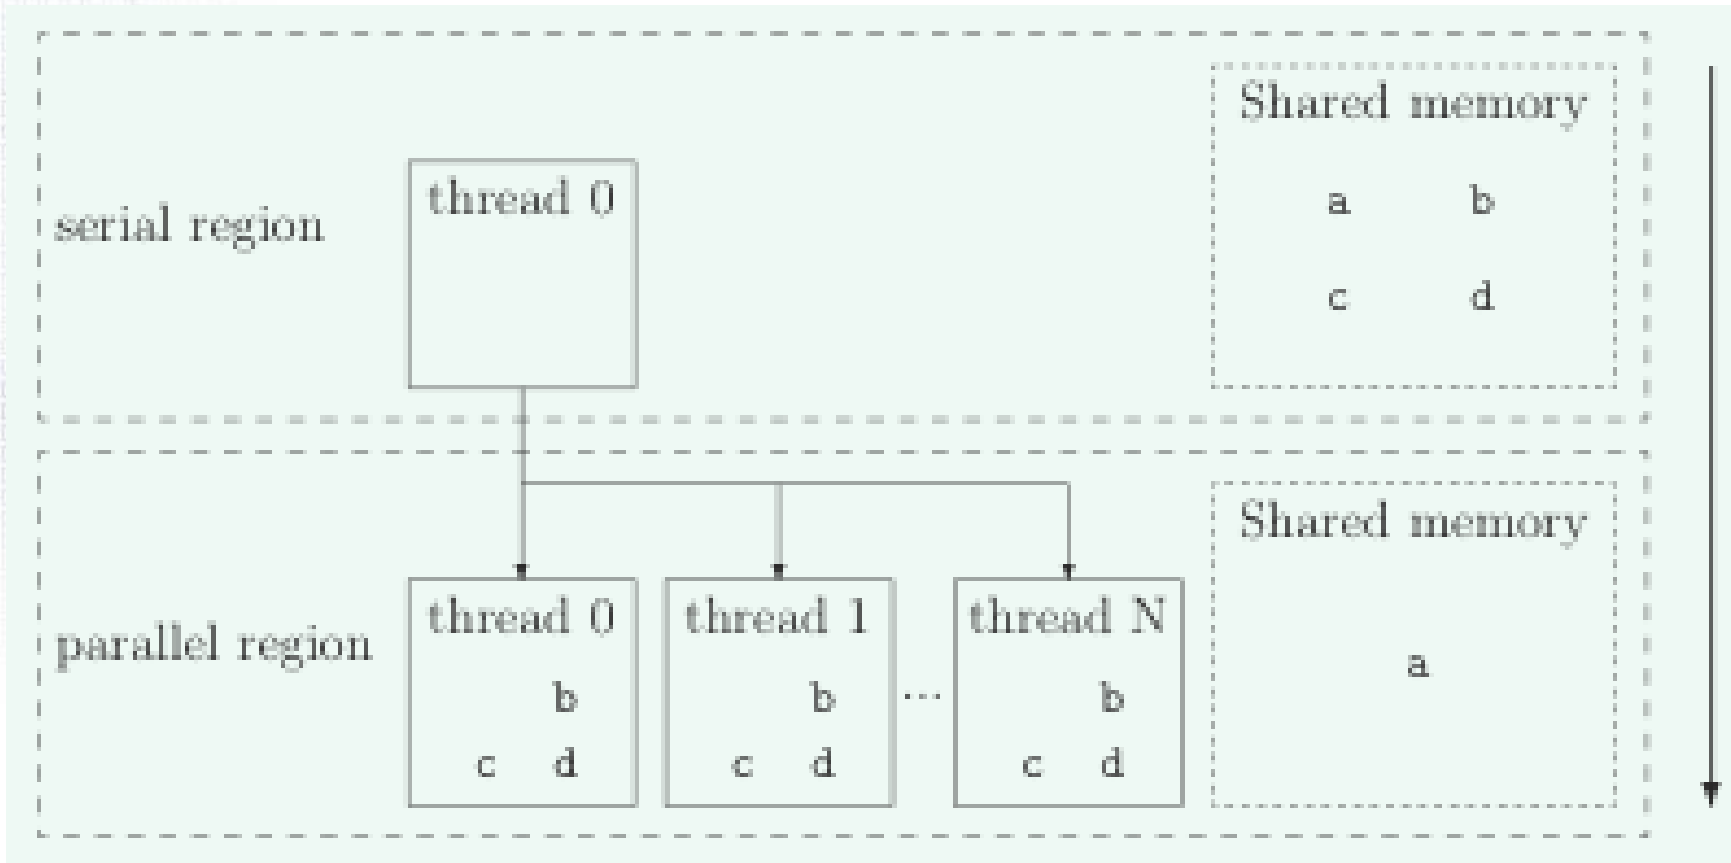 Shared memory
thread 0
serial region
a b
c d
Shared memory
thread 0 thread 1 thread N
parallel region
a
b b ... b
c d c d c d